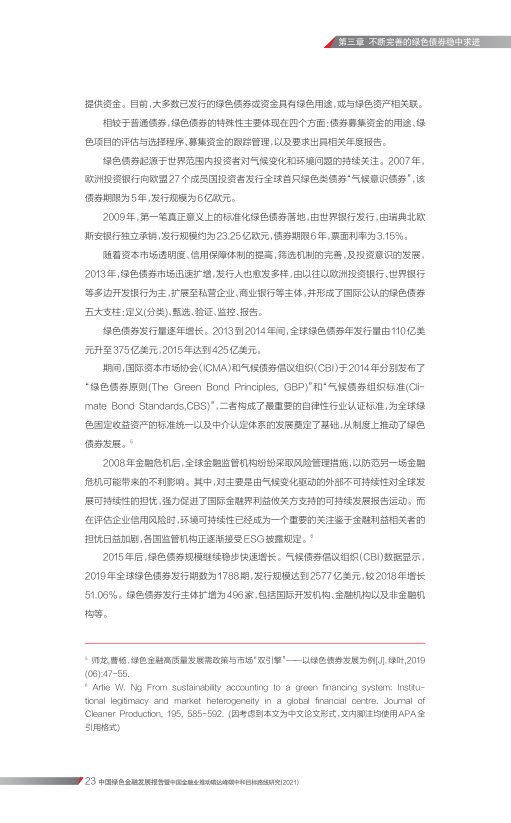 第三章 不断完善的绿色债券稳中求进
提供资金。目前，大多数已发行的绿色债券或资金具有绿色用途，或与绿色资产相关联。
相较于普通债券，绿色债券的特殊性主要体现在四个方面：债券募集资金的用途、绿
色项目的评估与选择程序、募集资金的跟踪管理，以及要求出具相关年度报告。
绿色债券起源于世界范围内投资者对气候变化和环境问题的持续关注。2007年，
欧洲投资银行向欧盟27个成员国投资者发行全球首只绿色类债券“气候意识债券”，该
债券期限为5年，发行规模为6亿欧元。
2009年，第一笔真正意义上的标准化绿色债券落地，由世界银行发行，由瑞典北欧
斯安银行独立承销，发行规模约为23.25亿欧元，债券期限6年，票面利率为3.15%。
随着资本市场透明度、信用保障体制的提高，筛选机制的完善，及投资意识的发展，
2013年，绿色债券市场迅速扩增，发行人也愈发多样，由以往以欧洲投资银行、世界银行
等多边开发银行为主，扩展至私营企业、商业银行等主体，并形成了国际公认的绿色债券
五大支柱：定义(分类)、甄选、验证、监控、报告。
绿色债券发行量逐年增长。2013到2014年间，全球绿色债券年发行量由110亿美
元升至375亿美元，2015年达到425亿美元。
期间，国际资本市场协会（ICMA）和气候债券倡议组织（CBI）于2014年分别发布了
“绿色债券原则(The Green Bond Principles, GBP)”和“气候债券组织标准(Cli-
mate Bond Standards,CBS)”，二者构成了最重要的自律性行业认证标准，为全球绿
色固定收益资产的标准统一以及中介认定体系的发展奠定了基础，从制度上推动了绿色
债券发展。5
2008年金融危机后，全球金融监管机构纷纷采取风险管理措施，以防范另一场金融
危机可能带来的不利影响。其中，对主要是由气候变化驱动的外部不可持续性对全球发
展可持续性的担忧，强力促进了国际金融界利益攸关方支持的可持续发展报告运动。而
在评估企业信用风险时，环境可持续性已经成为一个重要的关注鉴于金融利益相关者的
担忧日益加剧，各国监管机构正逐渐接受ESG披露规定。6
2015年后，绿色债券规模继续稳步快速增长。气候债券倡议组织（CBI）数据显示，
2019年全球绿色债券发行期数为1788期，发行规模达到2577亿美元，较2018年增长
51.06%。绿色债券发行主体扩增为496家，包括国际开发机构、金融机构以及非金融机
构等。
5 师龙,曹杨. 绿色金融高质量发展需政策与市场“双引擎”——以绿色债券发展为例[J]. 绿叶,2019
(06):47-55.
6 Artie W. Ng From sustainability accounting to a green financing system: Institu-
tional legitimacy and market heterogeneity in a global financial centre. Journal of
Cleaner Production, 195, 585-592. (因考虑到本文为中文论文形式，文内脚注均使用APA全
引用格式)
23 中国绿色金融发展报告暨中国金融业推动碳达峰碳中和目标路线研究(2021)